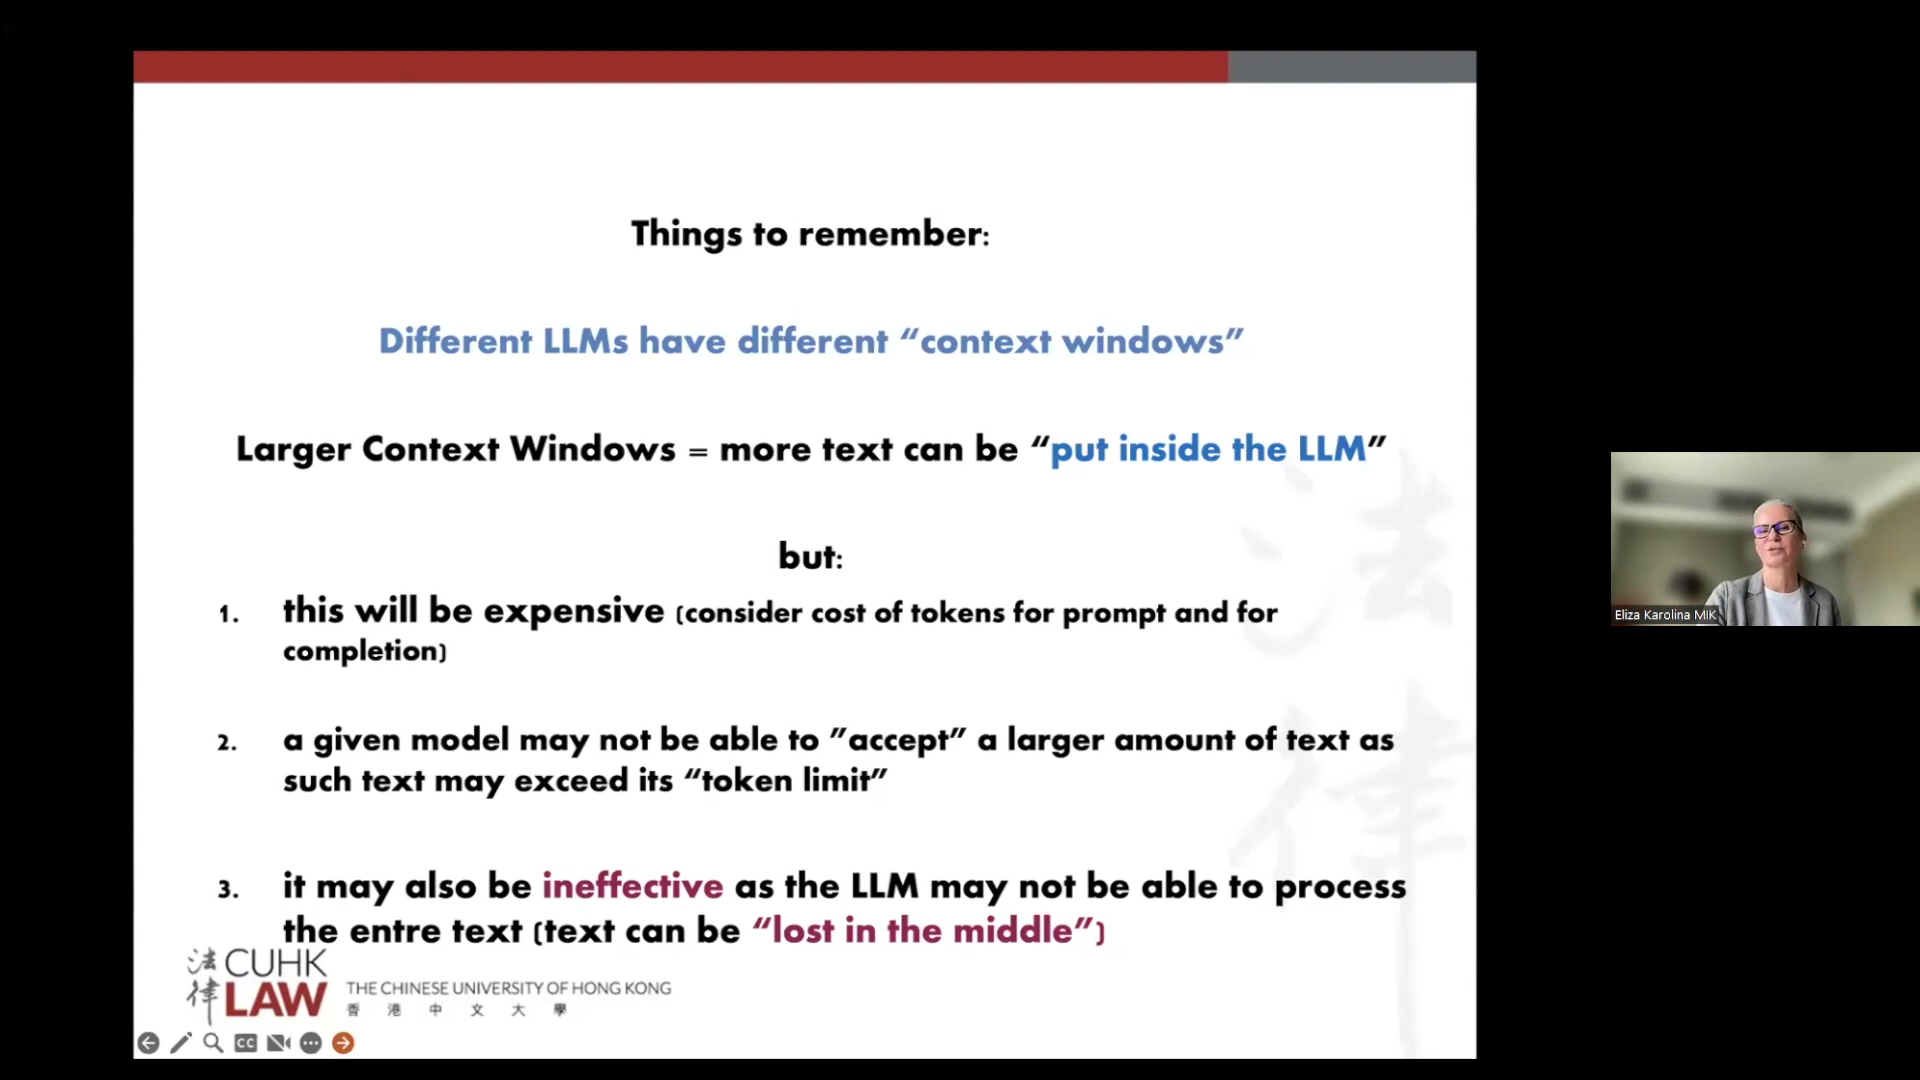 Things to remember:
Different LLMs have different “context windows”
Larger Context Windows = more text can be “put inside the LLM”
but:
1. this will be expensive (consider cost of tokens for prompt and for
completion)
2. a given model may not be able to ”accept” a larger amount of text as
such text may exceed its “token limit”
3. it may also be ineffective as the LLM may not be able to process
the entre text (text can be “lost in the middle”)
法律
法律 CUHK
LAW
THE CHINESE UNIVERSITY OF HONG KONG
香港中文大學
CC
Eliza Karolina MIK